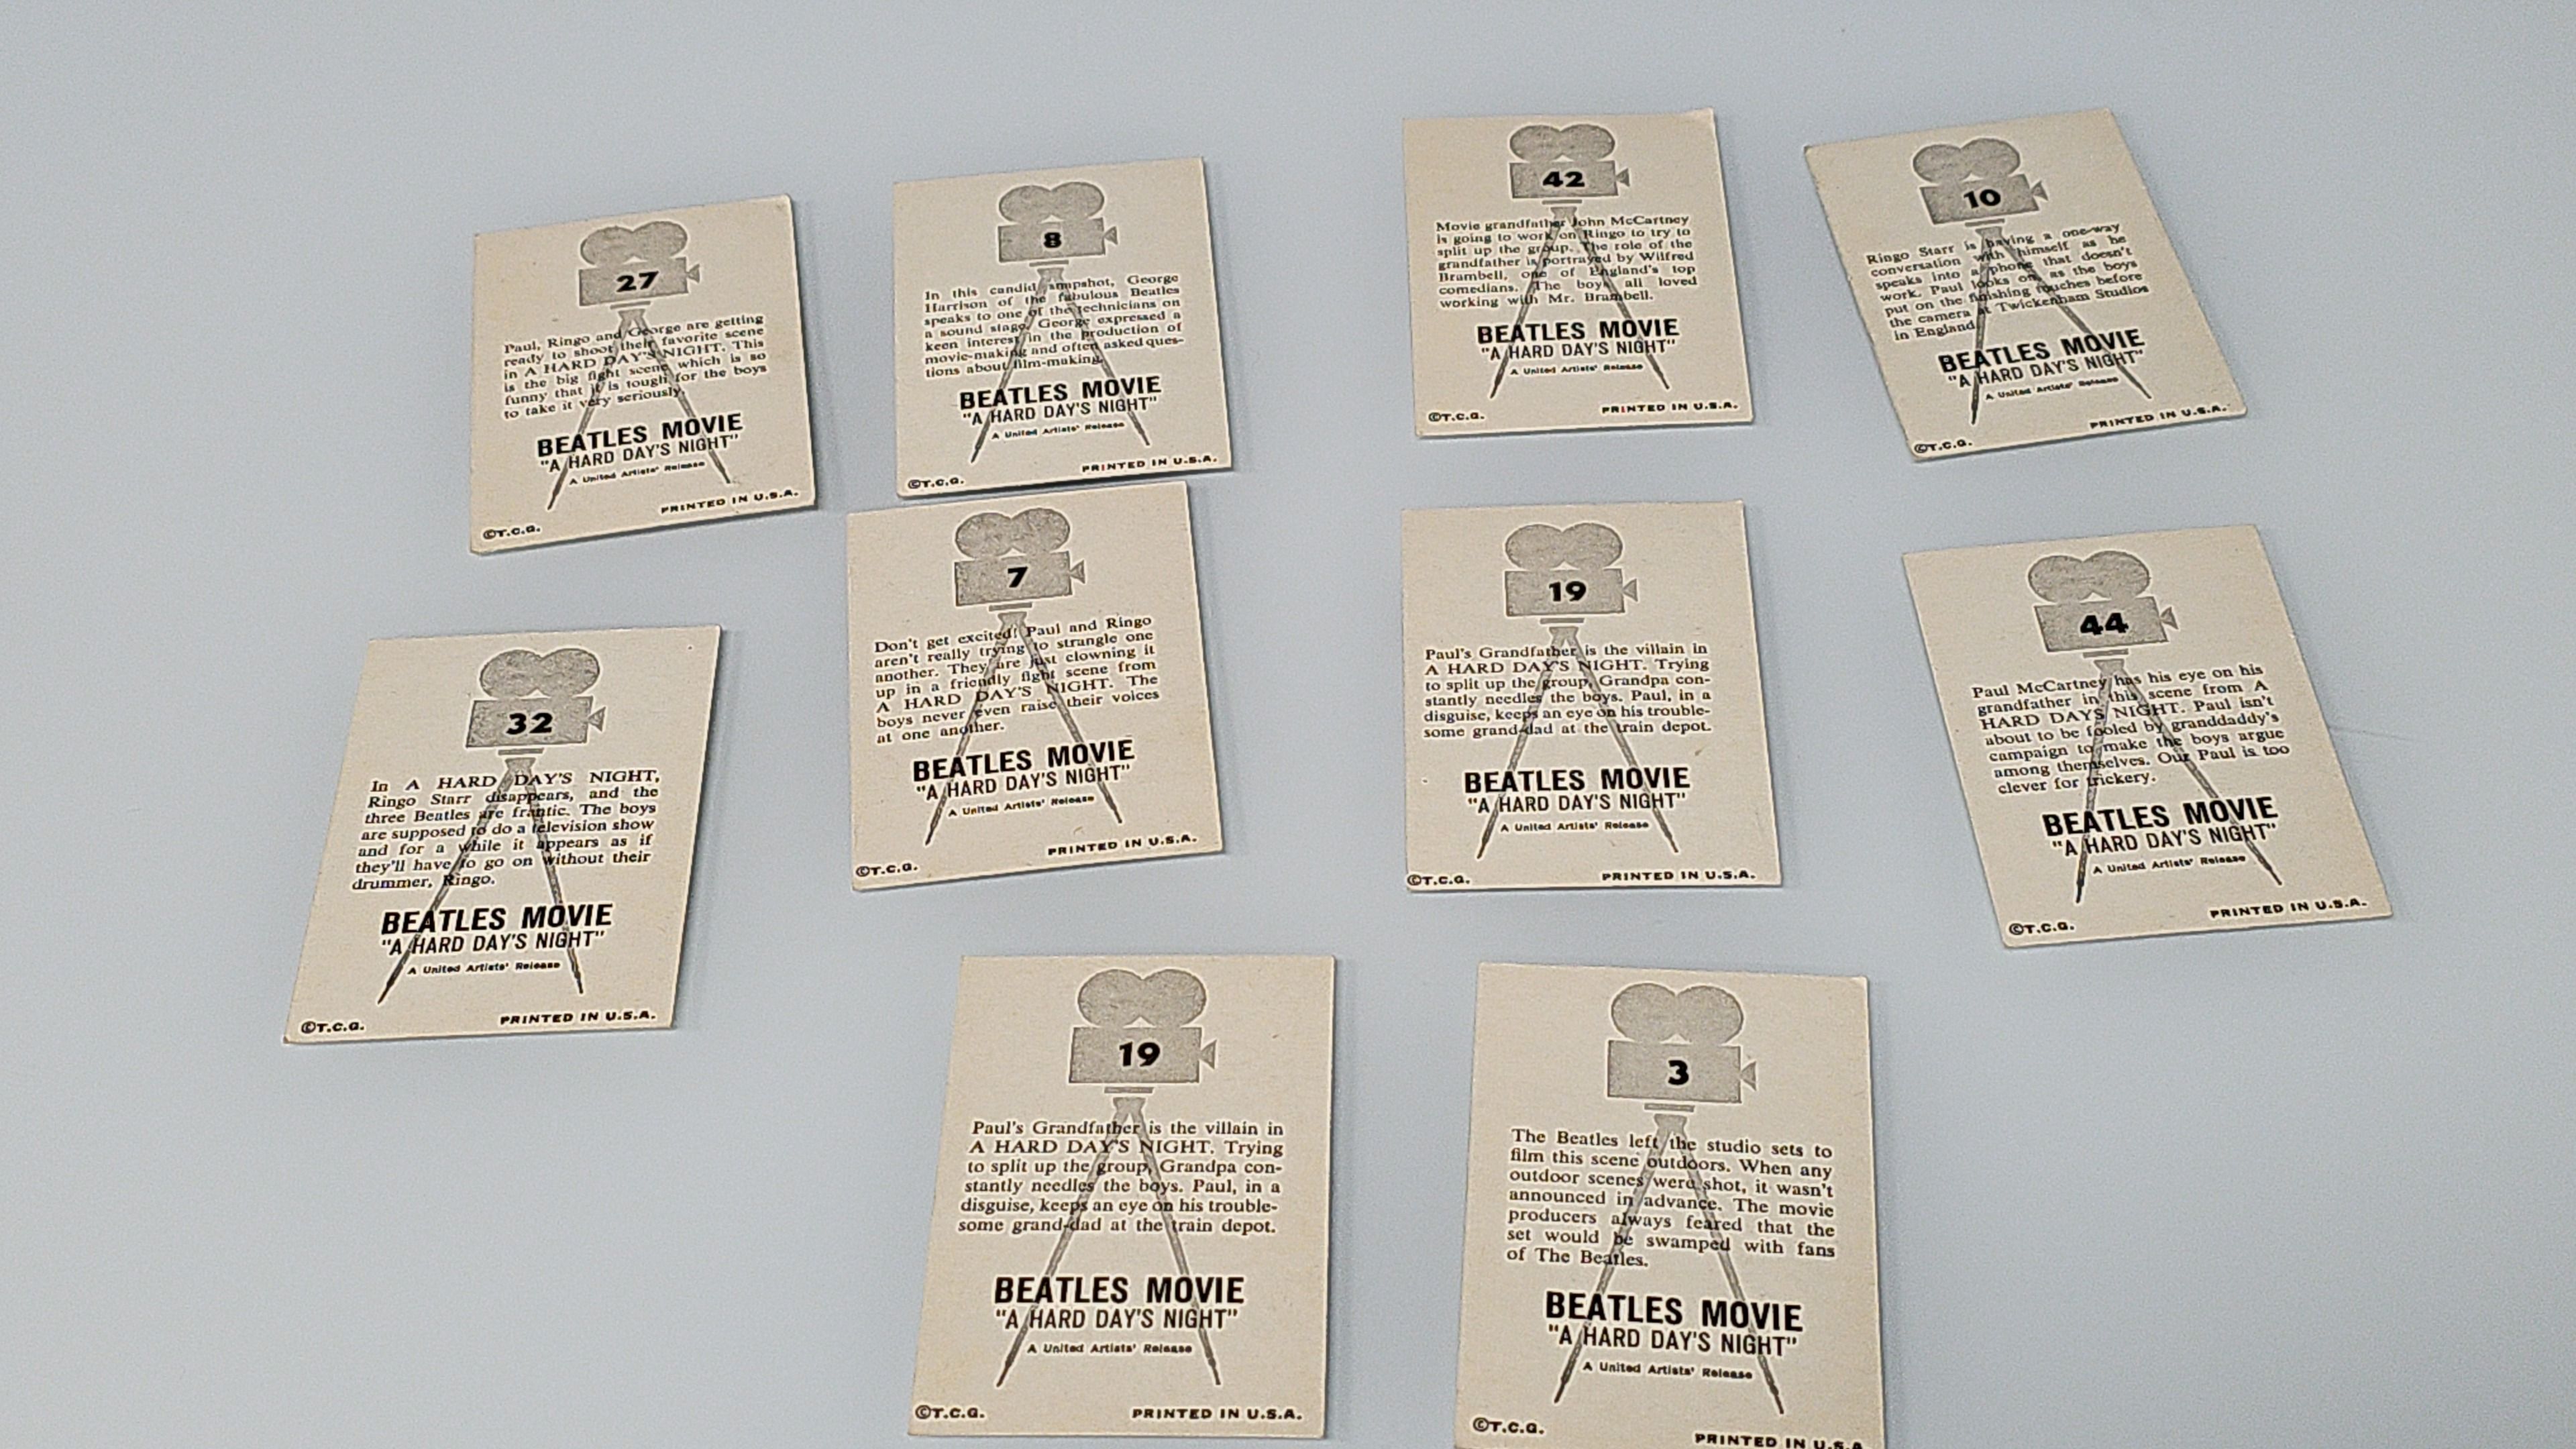 27
Paul, Ringo and George are getting
ready to shoot their favorite scene
in A HARD DAY'S NIGHT. This
is the big fight scene which is so
funny that it is tough for the boys
to take it very seriously.
BEATLES MOVIE
"A HARD DAY'S NIGHT"
A United Artists' Release
©T.C.G.
PRINTED IN U.S.A.
8
In this candid snapshot, George
Harrison of the fabulous Beatles
speaks to one of the technicians on
a sound stage. George expressed a
keen interest in the production of
movie-making and often asked ques-
tions about film-making.
BEATLES MOVIE
"A HARD DAY'S NIGHT"
A United Artists' Release
©T.C.G.
PRINTED IN U.S.A.
42
Movie grandfather John McCartney
is going to work on Ringo to try to
split up the group. The role of the
grandfather is portrayed by Wilfred
Brambell, one of England's top
comedians. The boys all loved
working with Mr. Brambell.
BEATLES MOVIE
"A HARD DAY'S NIGHT"
A United Artists' Release
©T.C.G.
PRINTED IN U.S.A.
10
Ringo Starr is having a one-way
conversation with himself as he
speaks into a phone that doesn't
work. Paul looks on, as the boys
put on the finishing touches before
the camera at Twickenham Studios
in England.
BEATLES MOVIE
"A HARD DAY'S NIGHT"
A United Artists' Release
©T.C.G.
PRINTED IN U.S.A.
32
In A HARD DAY'S NIGHT,
Ringo Starr disappears, and the
three Beatles are frantic. The boys
are supposed to do a television show
and for a while it appears as if
they'll have to go on without their
drummer, Ringo.
BEATLES MOVIE
"A HARD DAY'S NIGHT"
A United Artists' Release
©T.C.G.
PRINTED IN U.S.A.
7
Don't get excited! Paul and Ringo
aren't really trying to strangle one
another. They are just clowning it
up in a friendly fight scene from
A HARD DAY'S NIGHT. The
boys never even raise their voices
at one another.
BEATLES MOVIE
"A HARD DAY'S NIGHT"
A United Artists' Release
©T.C.G.
PRINTED IN U.S.A.
19
Paul's Grandfather is the villain in
A HARD DAY'S NIGHT. Trying
to split up the group, Grandpa con-
stantly needles the boys. Paul, in a
disguise, keeps an eye on his trouble-
some grand-dad at the train depot.
BEATLES MOVIE
"A HARD DAY'S NIGHT"
A United Artists' Release
©T.C.G.
PRINTED IN U.S.A.
44
Paul McCartney has his eye on his
grandfather in this scene from A
HARD DAYS NIGHT. Paul isn't
about to be fooled by granddaddy's
campaign to make the boys argue
among themselves. Our Paul is too
clever for trickery.
BEATLES MOVIE
"A HARD DAY'S NIGHT"
A United Artists' Release
©T.C.G.
PRINTED IN U.S.A.
19
Paul's Grandfather is the villain in
A HARD DAY'S NIGHT. Trying
to split up the group, Grandpa con-
stantly needles the boys. Paul, in a
disguise, keeps an eye on his trouble-
some grand-dad at the train depot.
BEATLES MOVIE
"A HARD DAY'S NIGHT"
A United Artists' Release
©T.C.G.
PRINTED IN U.S.A.
3
The Beatles left the studio sets to
film this scene outdoors. When any
outdoor scenes were shot, it wasn't
announced in advance. The movie
producers always feared that the
set would be swamped with fans
of The Beatles.
BEATLES MOVIE
"A HARD DAY'S NIGHT"
A United Artists' Release
©T.C.G.
PRINTED IN U.S.A.